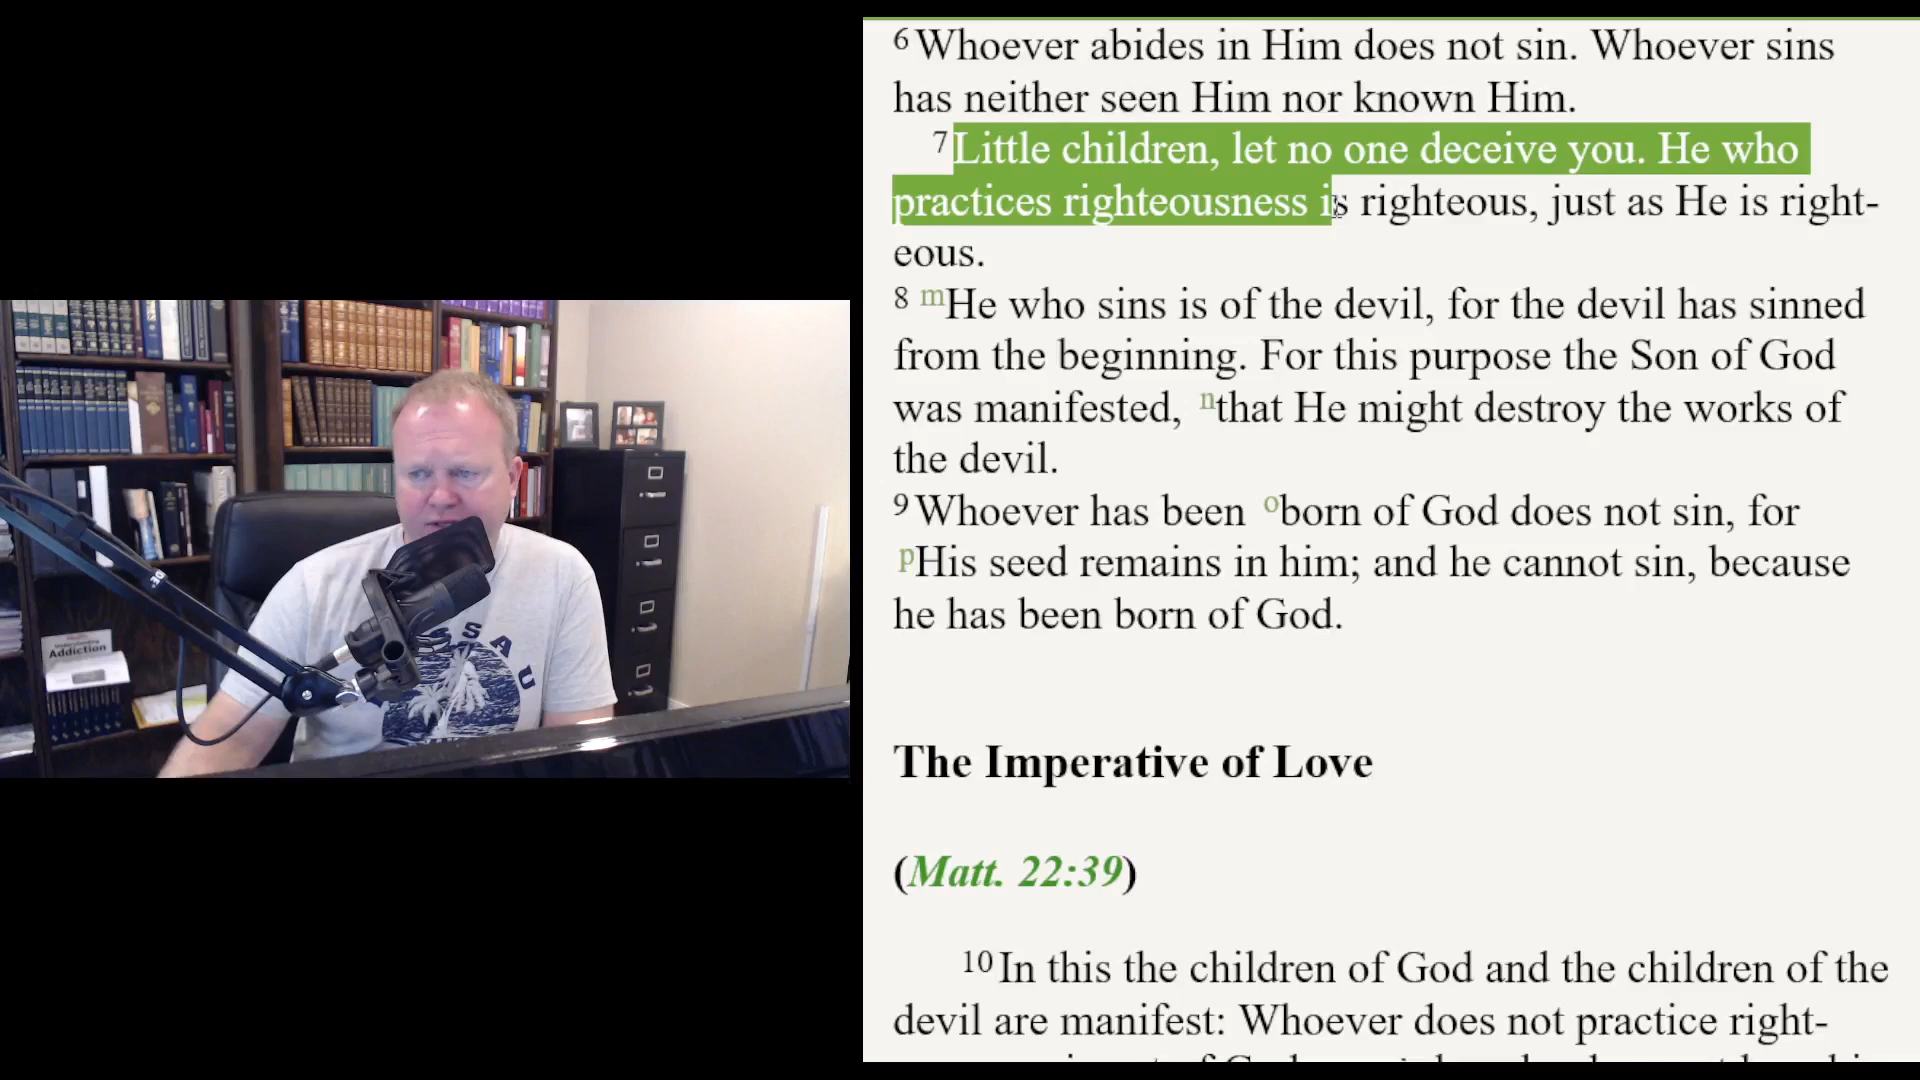 6 Whoever abides in Him does not sin. Whoever sins
has neither seen Him nor known Him.
7 Little children, let no one deceive you. He who
practices righteousness is righteous, just as He is right-
eous.
8 mHe who sins is of the devil, for the devil has sinned
from the beginning. For this purpose the Son of God
was manifested, nthat He might destroy the works of
the devil.
9 Whoever has been oborn of God does not sin, for
pHis seed remains in him; and he cannot sin, because
he has been born of God.
The Imperative of Love
(Matt. 22:39)
10 In this the children of God and the children of the
devil are manifest: Whoever does not practice right-
Addiction
SSAU